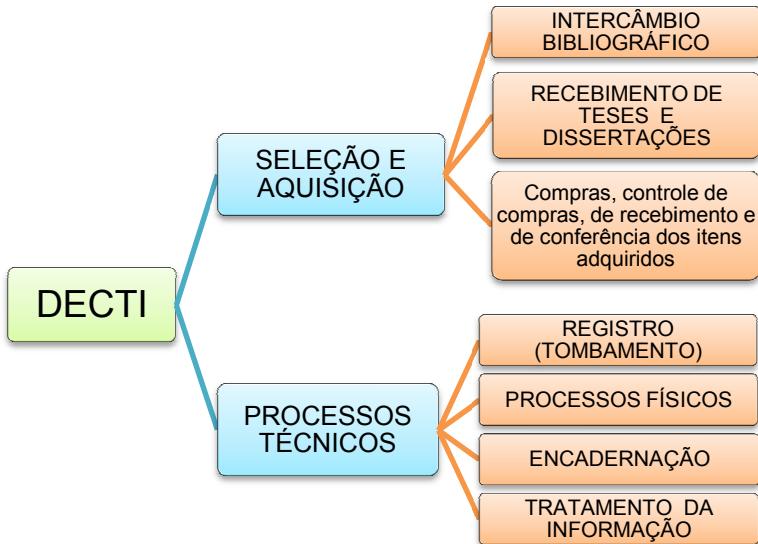 DECTI
SELEÇÃO E
AQUISIÇÃO
INTERCÂMBIO
BIBLIOGRÁFICO
RECEBIMENTO DE
TESES E
DISSERTAÇÕES
Compras, controle de
compras, de recebimento e
de conferência dos itens
adquiridos
PROCESSOS
TÉCNICOS
REGISTRO
(TOMBAMENTO)
PROCESSOS FÍSICOS
ENCADERNAÇÃO
TRATAMENTO DA
INFORMAÇÃO